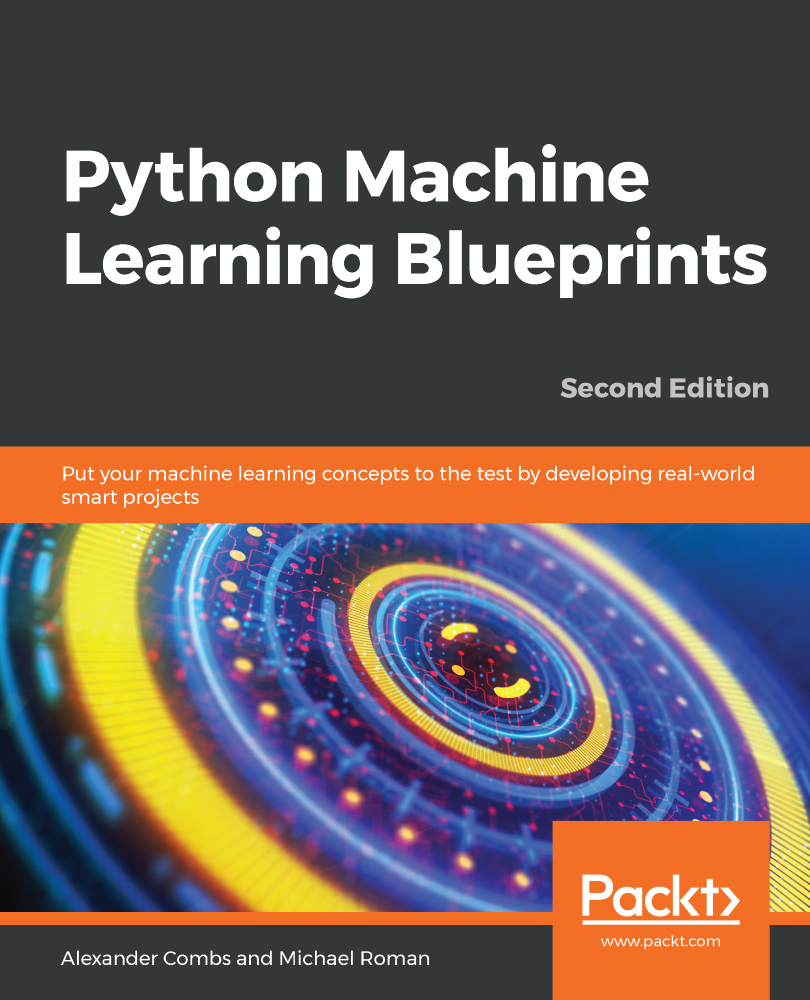 Python Machine
Learning Blueprints
Second Edition
Put your machine learning concepts to the test by developing real-world
smart projects
Packt>
www.packt.com
Alexander Combs and Michael Roman